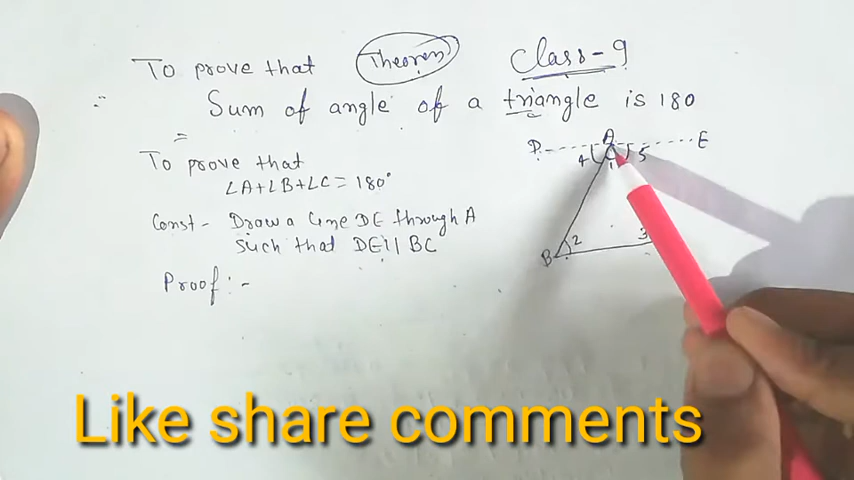 To prove that Theorem Class-9
∴ Sum of angle of a triangle is 180
=
To prove that
∠A+∠B+∠C=180°
Const- Draw a line DE through A
such that DE || BC
Proof:-
D A E
4 1 5
B 2 3
Like share comments